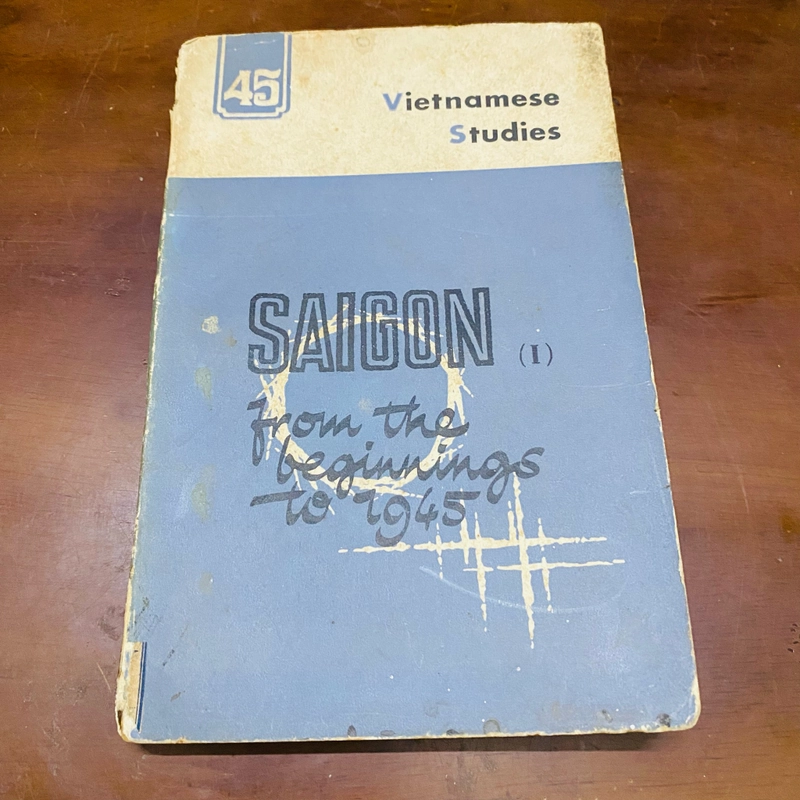 45
Vietnamese
Studies
SAIGON (I)
from the
beginnings
to 1945